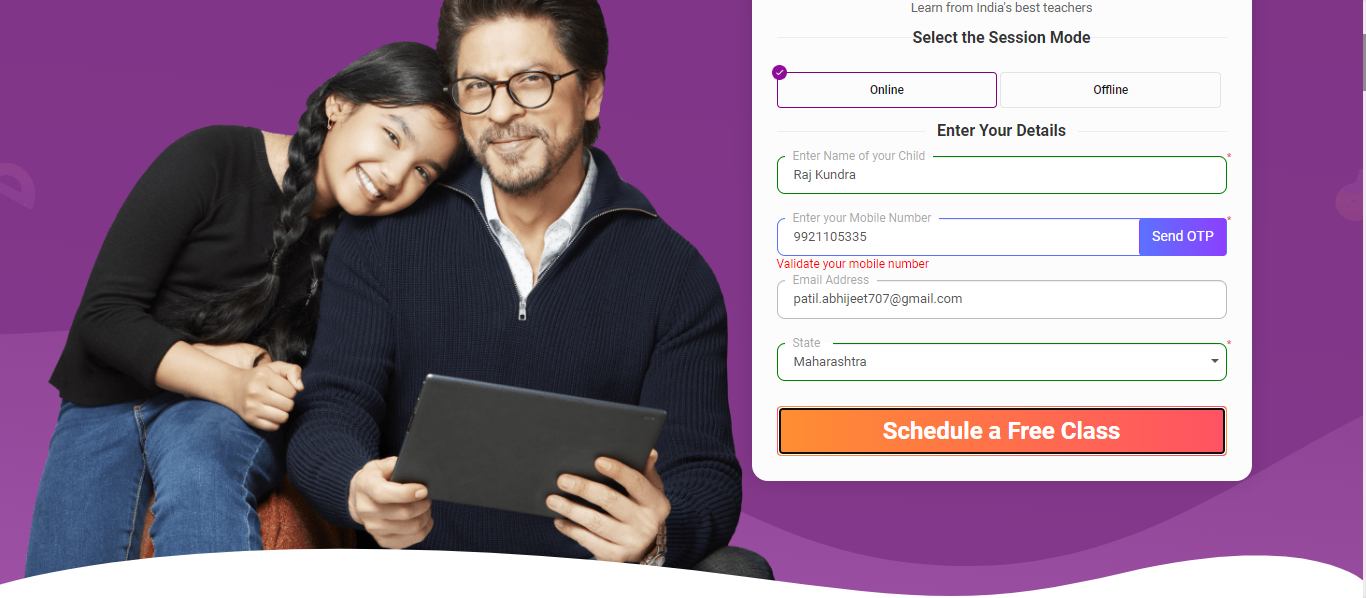 Learn from India's best teachers
Select the Session Mode
Online
Offline
Enter Your Details
Enter Name of your Child
*
Raj Kundra
Enter your Mobile Number
*
9921105335
Send OTP
Validate your mobile number
Email Address
patil.abhijeet707@gmail.com
State
*
Maharashtra
Schedule a Free Class